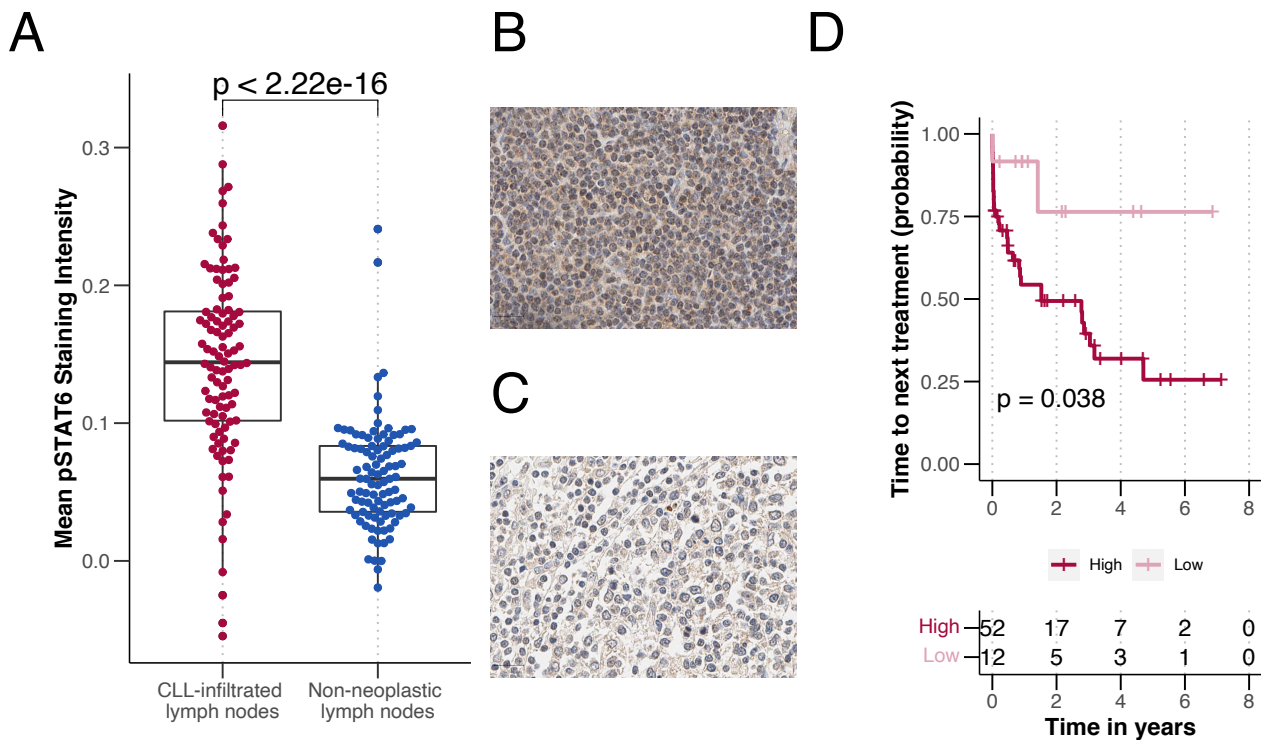 A
p < 2.22e-16
Mean pSTAT6 Staining Intensity
0.3
0.2
0.1
0.0
CLL-infiltrated
lymph nodes
Non-neoplastic
lymph nodes
B
C
D
Time to next treatment (probability)
1.00
0.75
0.50
0.25
0.00
p = 0.038
0 2 4 6 8
High Low
High 52 17 7 2 0
Low 12 5 3 1 0
0 2 4 6 8
Time in years